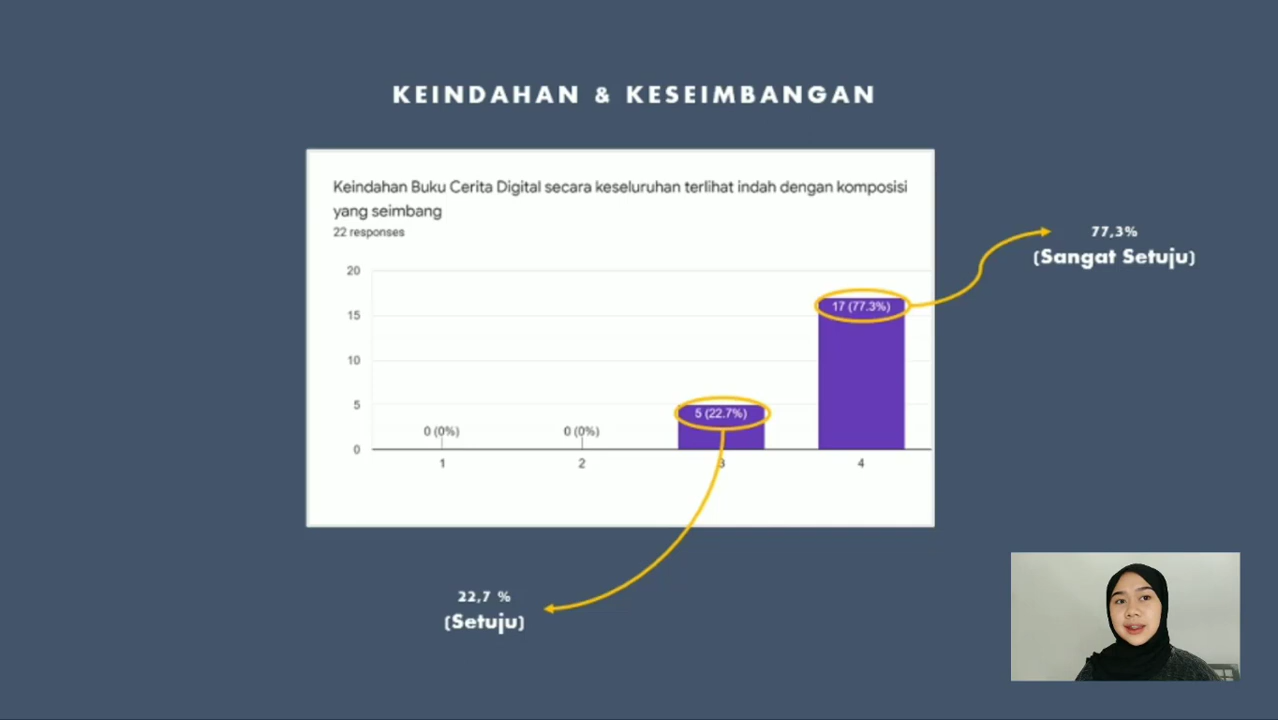 KEINDAHAN & KESEIMBANGAN
Keindahan Buku Cerita Digital secara keseluruhan terlihat indah dengan komposisi
yang seimbang
22 responses
20
15
10
5
0
0 (0%)
0 (0%)
5 (22.7%)
17 (77.3%)
1
2
3
4
77,3%
(Sangat Setuju)
22,7 %
(Setuju)